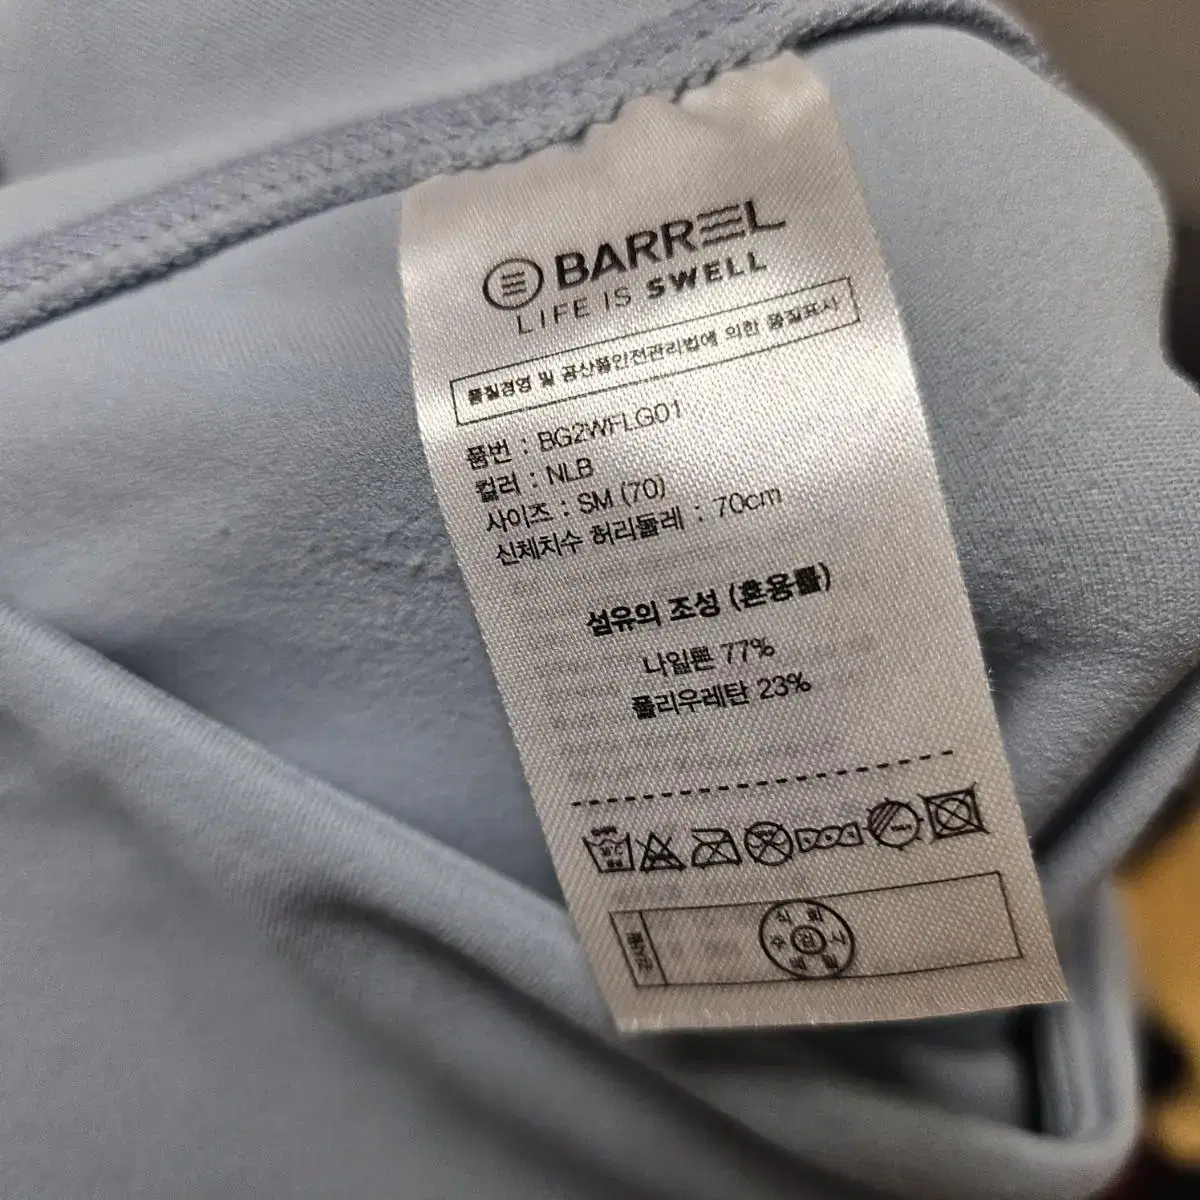 BARREL
LIFE IS SWELL
품질경영 및 공산품안전관리법에 의한 품질표시
품번 : BG2WFLG01
컬러 : NLB
사이즈 : SM (70)
신체치수 허리둘레 : 70cm
섬유의 조성 (혼용률)
나일론 77%
폴리우레탄 23%